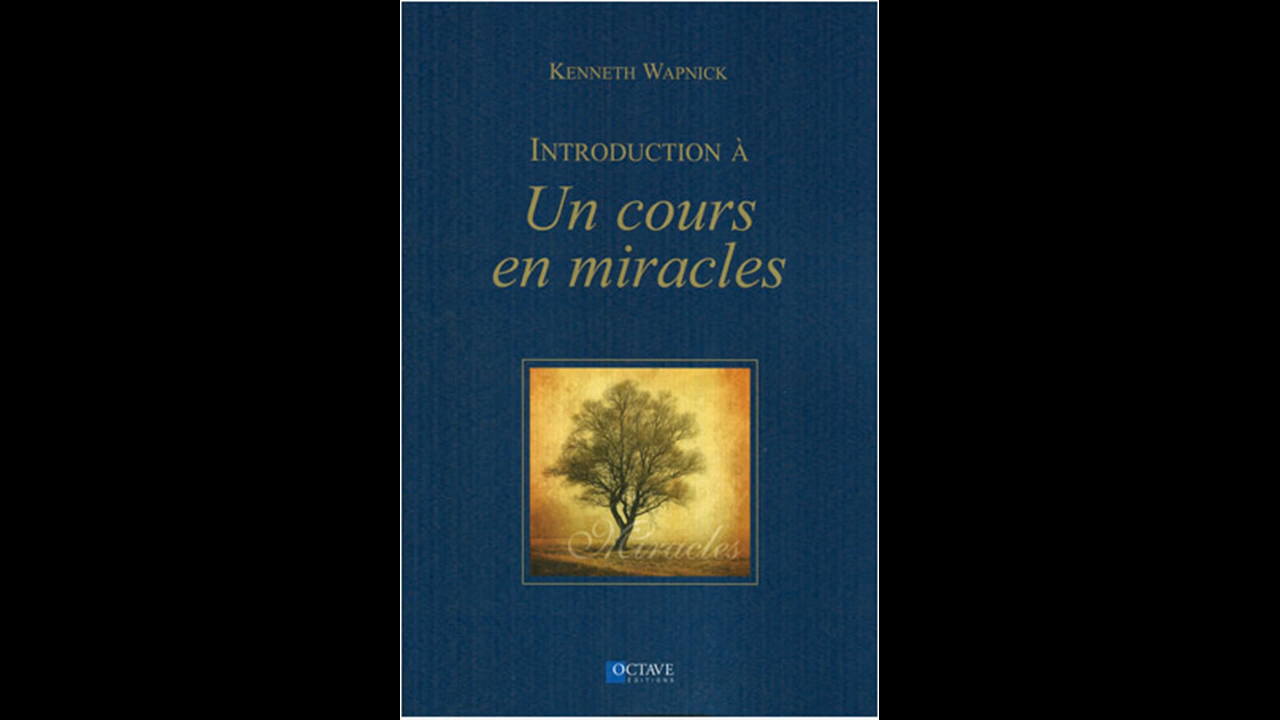 KENNETH WAPNICK
INTRODUCTION À
Un cours
en miracles
Miracles
OCTAVE
ÉDITIONS